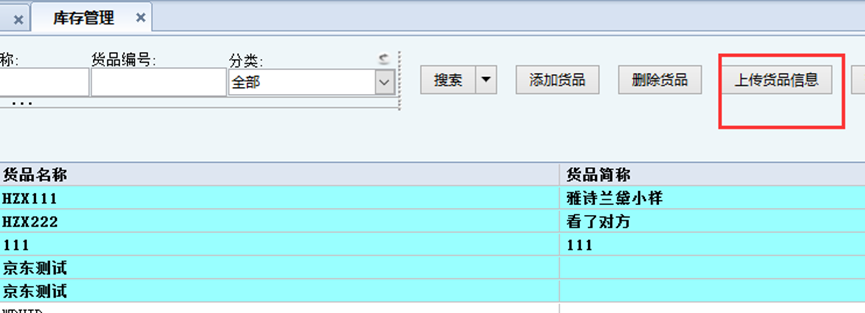 库存管理
称: 货品编号: 分类:
全部 搜索 添加货品 删除货品 上传货品信息
...
货品名称 货品简称
HZX111 雅诗兰黛小样
HZX222 看了对方
111 111
京东测试
京东测试